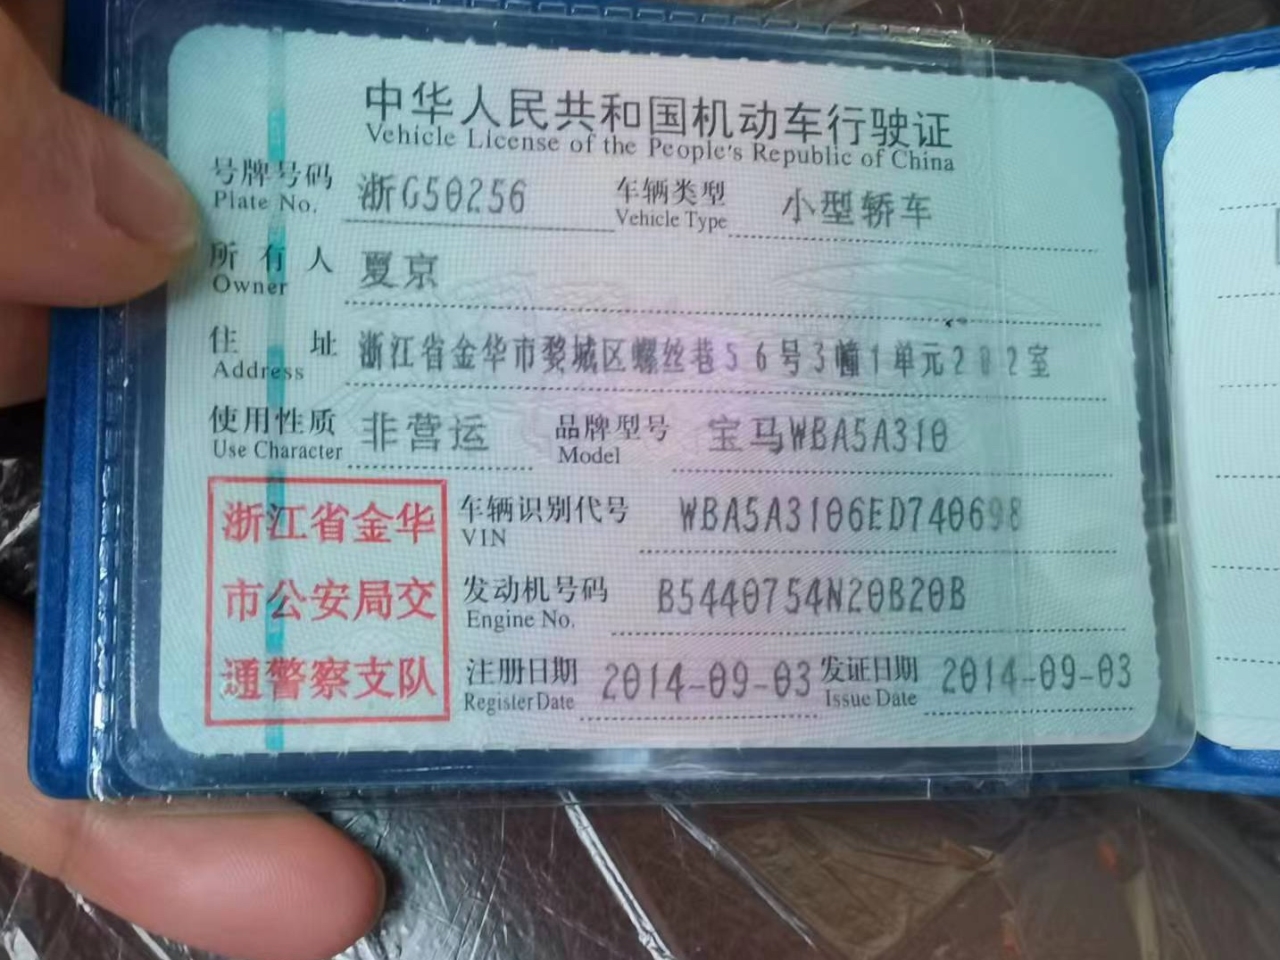 中华人民共和国机动车行驶证
Vehicle License of the People's Republic of China
号牌号码 浙G50256 车辆类型 小型轿车
Plate No. Vehicle Type
所有人 夏京
Owner
住址 浙江省金华市婺城区螺丝巷56号3幢1单元202室
Address
使用性质 非营运 品牌型号 宝马WBA5A310
Use Character Model
浙江省金华
市公安局交
通警察支队
车辆识别代号 WBA5A3106ED740698
VIN
发动机号码 B5440754N20B20B
Engine No.
注册日期 2014-09-03 发证日期 2014-09-03
Register Date Issue Date